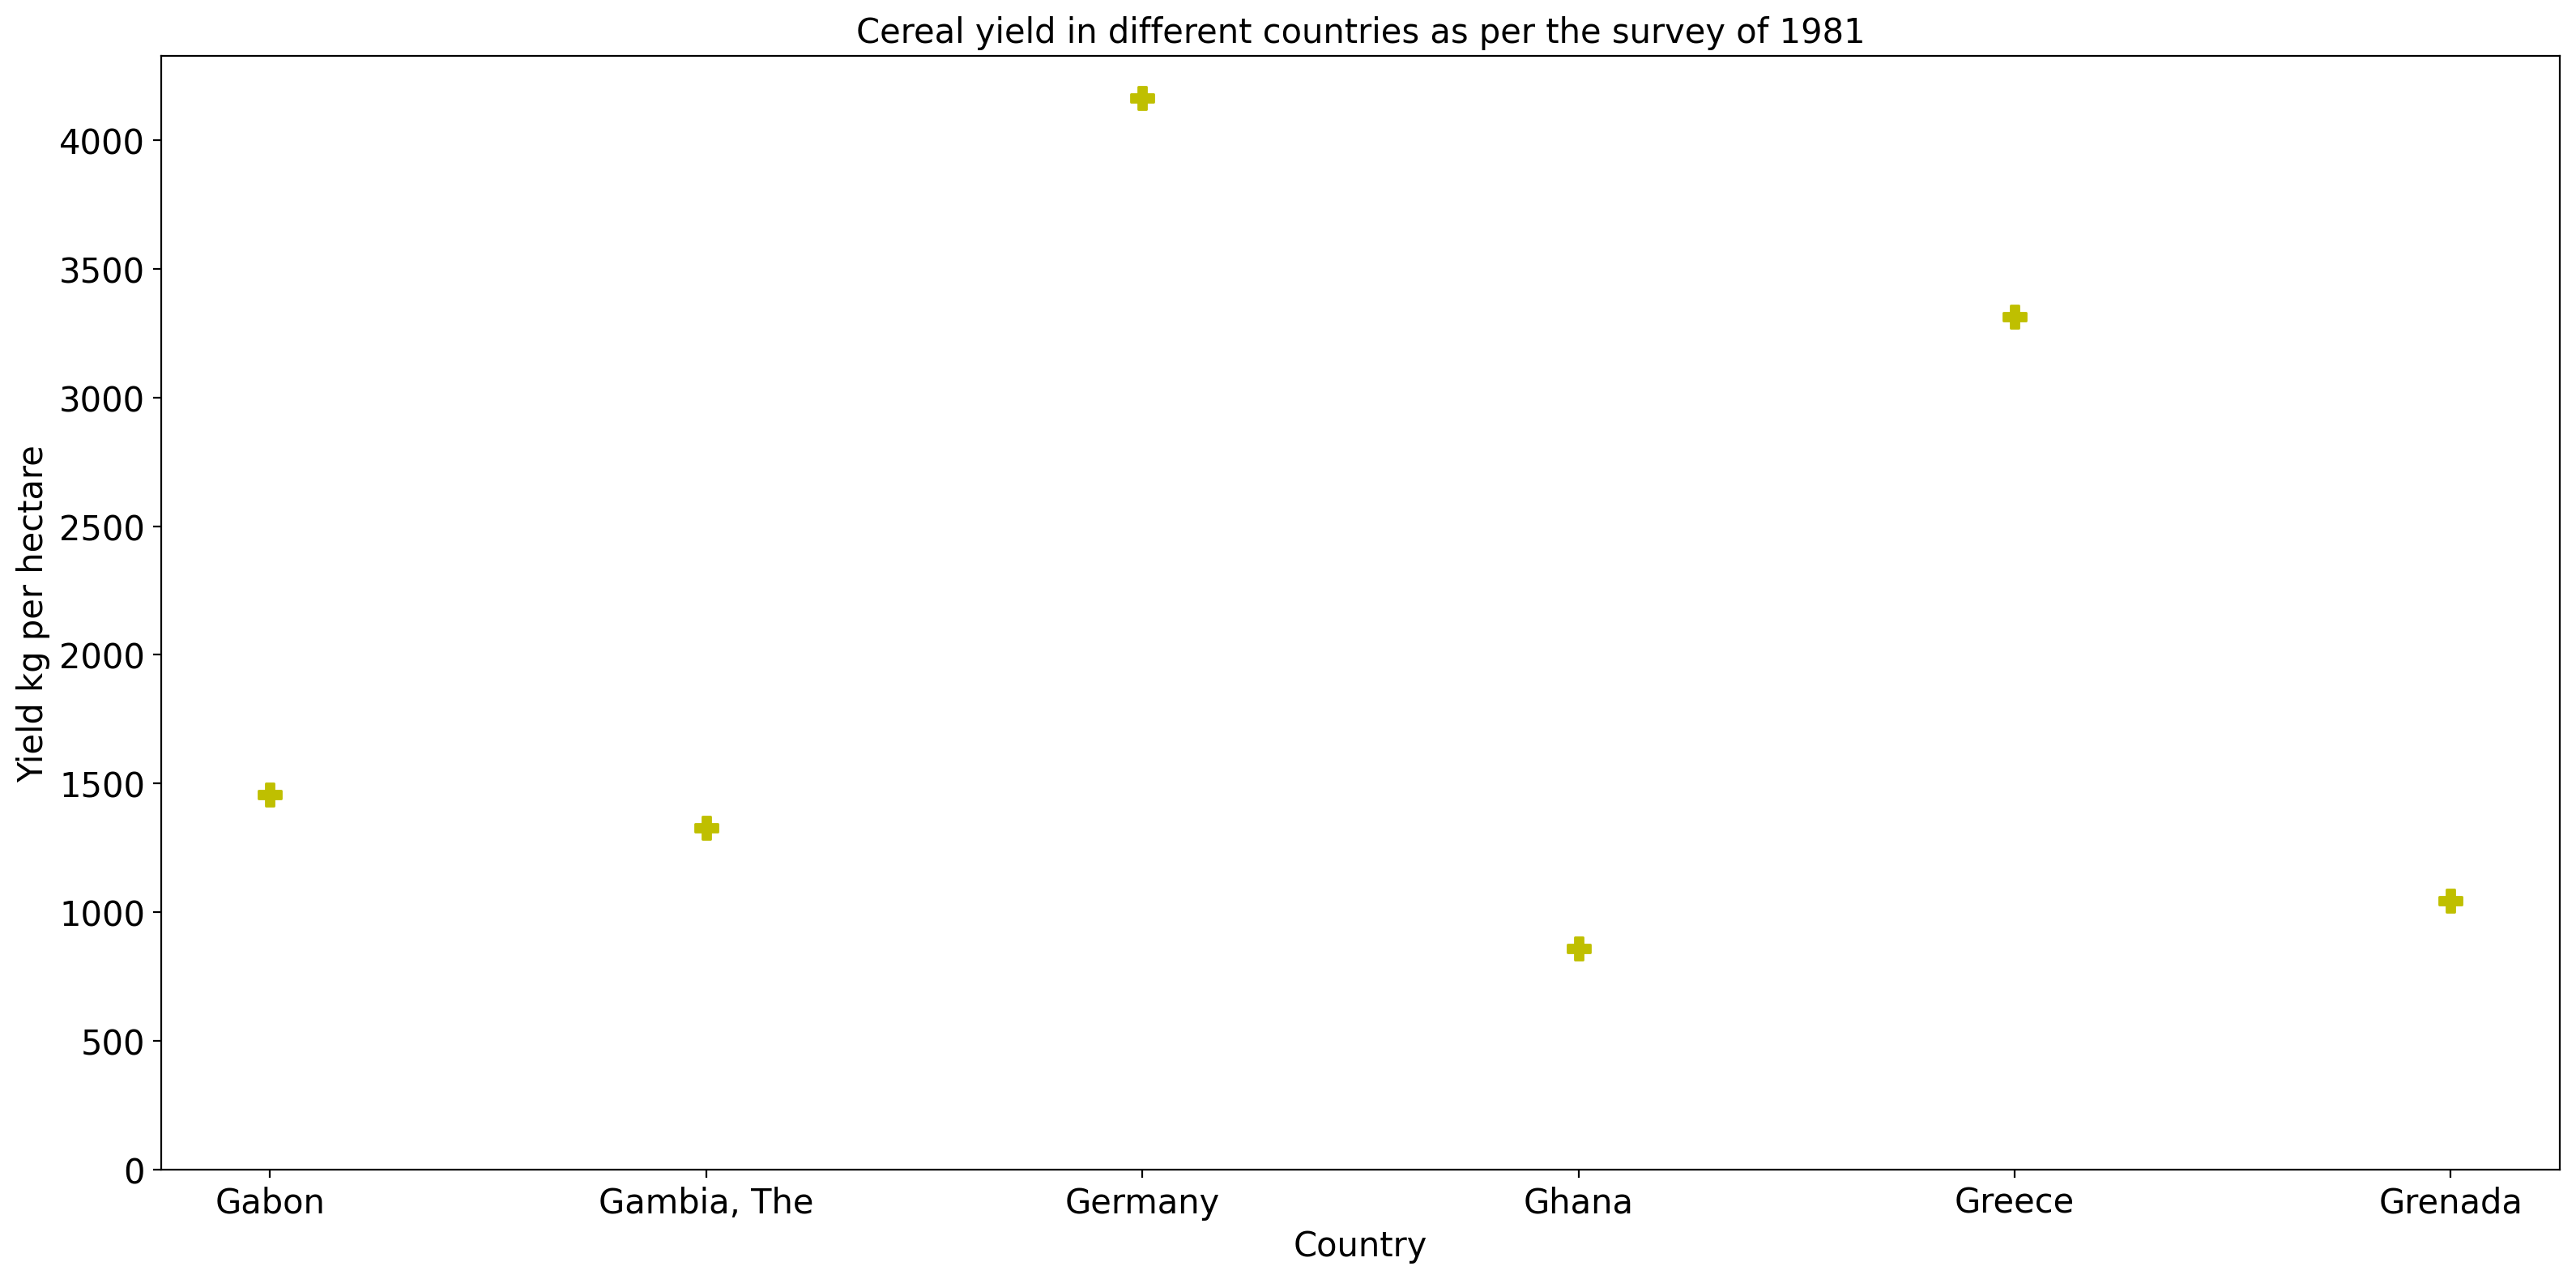 Cereal yield in different countries as per the survey of 1981
Yield kg per hectare
4000
3500
3000
2500
2000
1500
1000
500
0
Gabon Gambia, The Germany Ghana Greece Grenada
Country